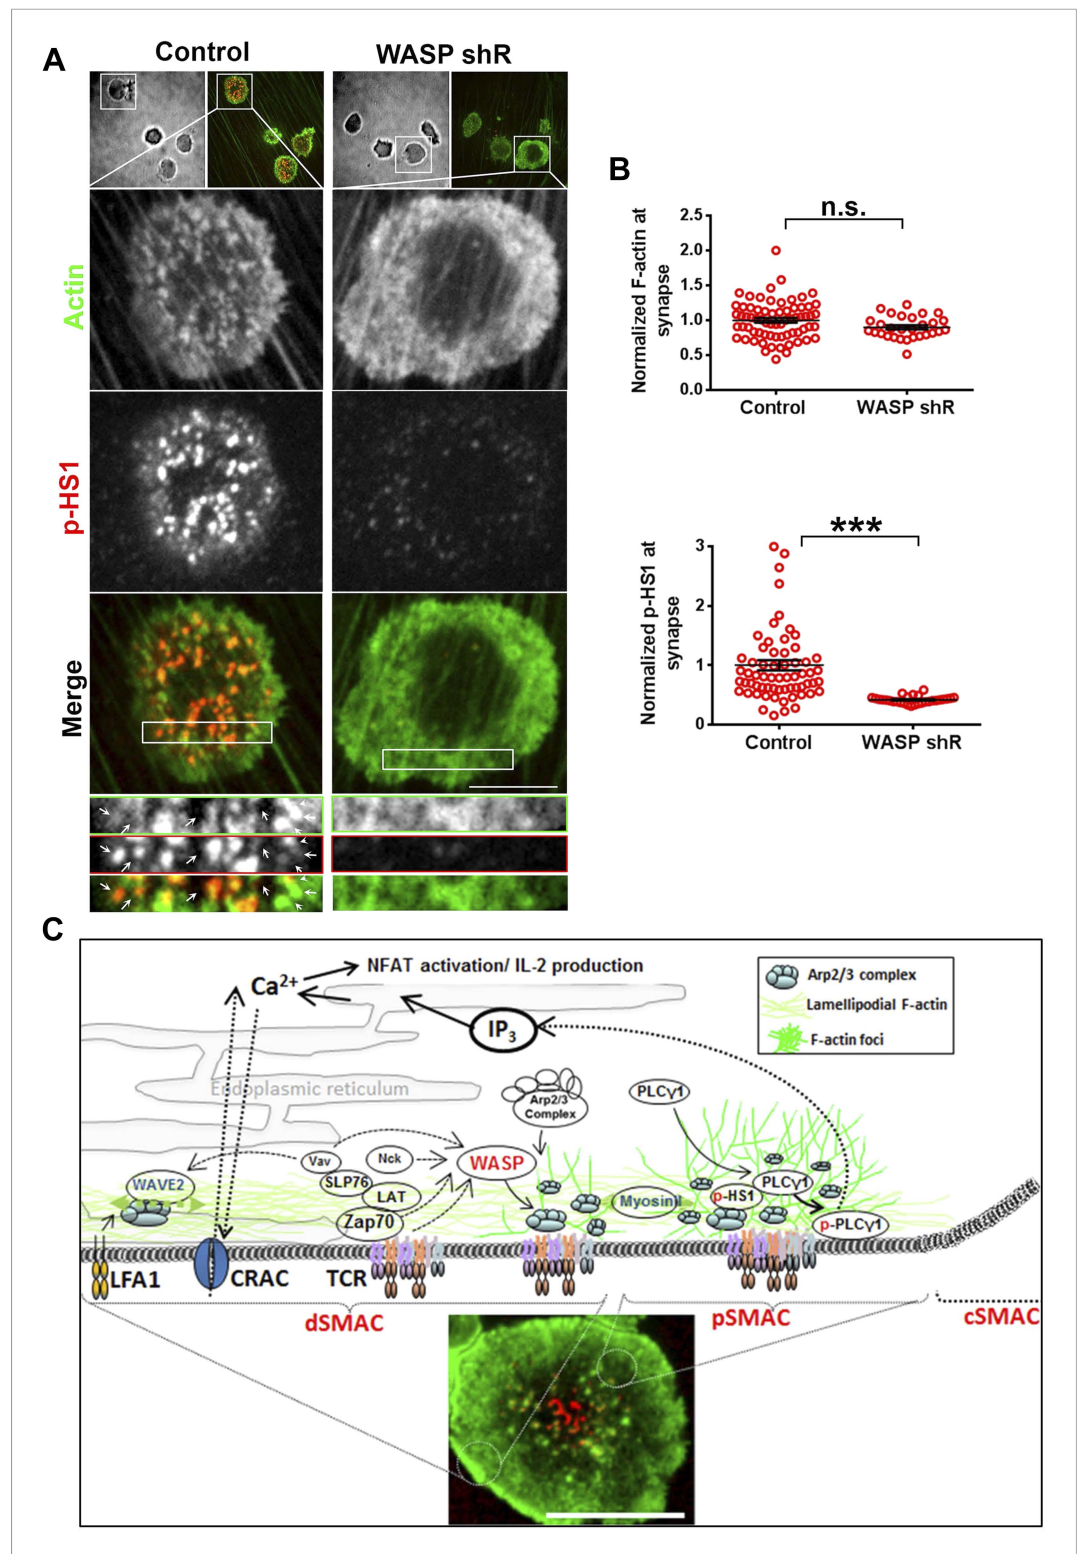 A
Control
WASP shR
Actin
p-HS1
Merge
B
Normalized F-actin at
synapse
n.s.
2.5
2.0
1.5
1.0
0.5
0.0
Control
WASP shR
Normalized p-HS1 at
synapse
***
3
2
1
0
Control
WASP shR
C
Ca2+
NFAT activation/ IL-2 production
IP3
Arp2/3 complex
Lamellipodial F-actin
F-actin foci
Endoplasmic reticulum
Arp2/3
Complex
PLCγ1
Vav
Nck
WASP
WAVE2
SLP76
LAT
Zap70
MyosinII
p-HS1
PLCγ1
p-PLCγ1
LFA1
CRAC
TCR
dSMAC
pSMAC
cSMAC